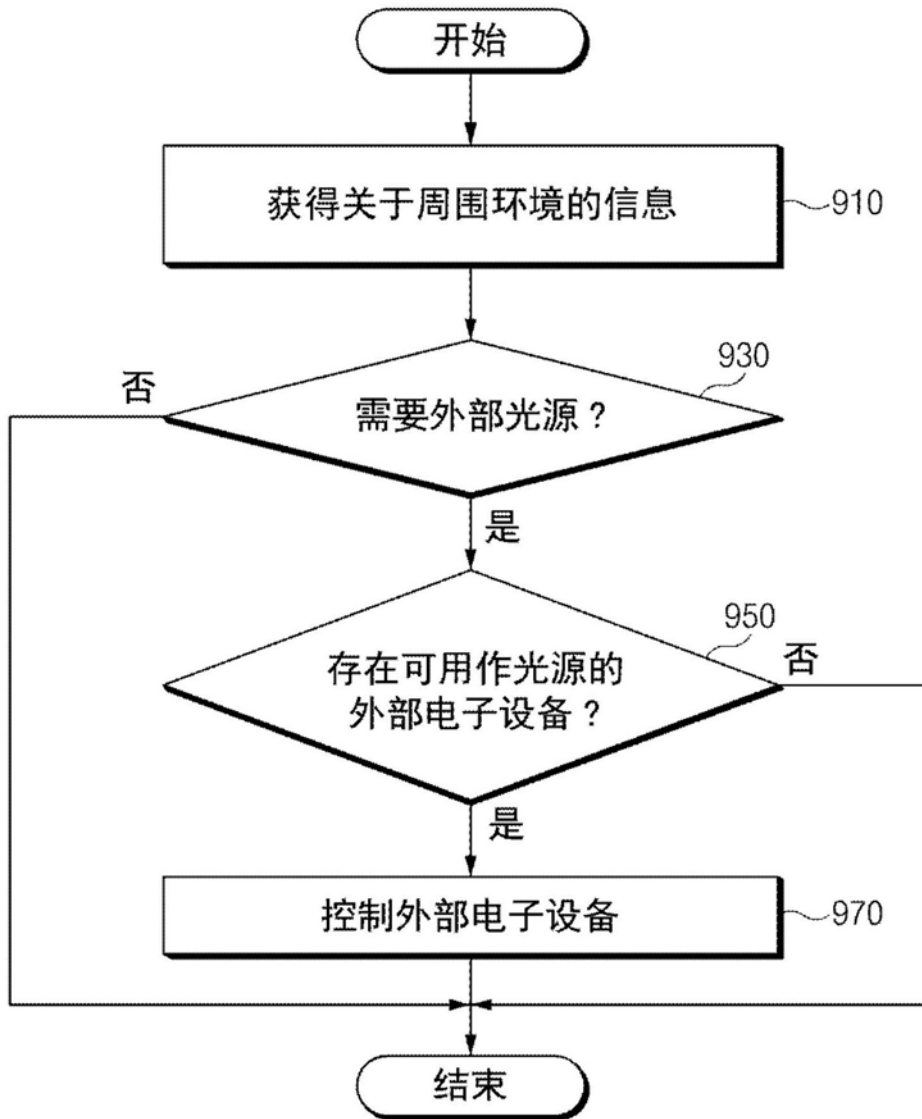 开始
获得关于周围环境的信息
910
930
否
需要外部光源？
是
950
存在可用作光源的
外部电子设备？
否
是
控制外部电子设备
970
结束